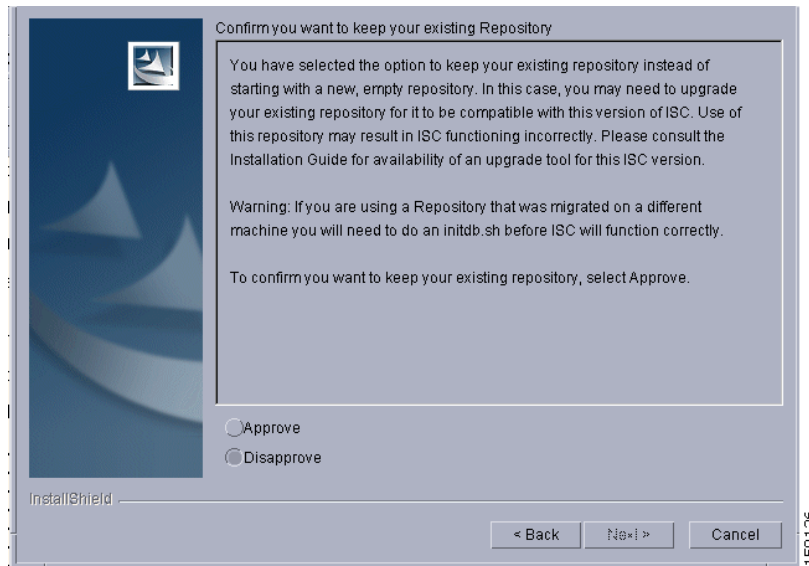 Confirm you want to keep your existing Repository
You have selected the option to keep your existing repository instead of
starting with a new, empty repository. In this case, you may need to upgrade
your existing repository for it to be compatible with this version of ISC. Use of
this repository may result in ISC functioning incorrectly. Please consult the
Installation Guide for availability of an upgrade tool for this ISC version.
Warning: If you are using a Repository that was migrated on a different
machine you will need to do an initdb.sh before ISC will function correctly.
To confirm you want to keep your existing repository, select Approve.
Approve
Disapprove
InstallShield
< Back
Next >
Cancel